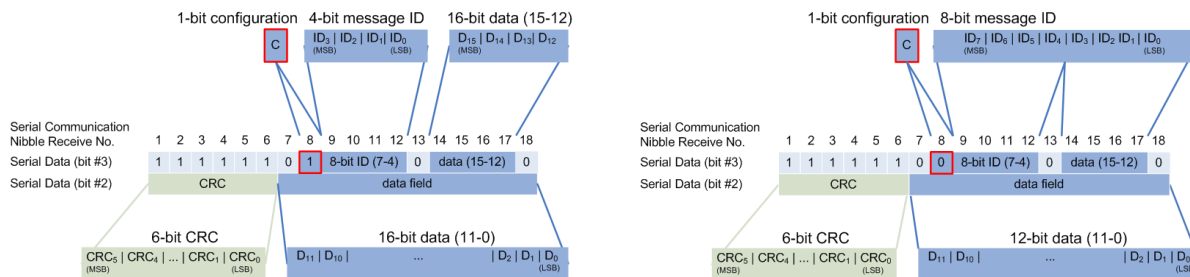 1-bit configuration 4-bit message ID 16-bit data (15-12)
C
ID₃ | ID₂ | ID₁| ID₀
(MSB) (LSB)
D₁₅ | D₁₄ | D₁₃| D₁₂
Serial Communication
Nibble Receive No.
1 2 3 4 5 6 7 8 9 10 11 12 13 14 15 16 17 18
Serial Data (bit #3) 1 1 1 1 1 1 0 1 8-bit ID (7-4) 0 data (15-12) 0
Serial Data (bit #2) CRC data field
6-bit CRC 16-bit data (11-0)
CRC₅ | CRC₄ | ... | CRC₁ | CRC₀
(MSB) (LSB)
D₁₁ | D₁₀ | ... | D₂ | D₁ | D₀
(LSB)
1-bit configuration 8-bit message ID
C
ID₇ | ID₆ | ID₅ | ID₄ | ID₃ | ID₂ ID₁ | ID₀
(MSB) (LSB)
Serial Communication
Nibble Receive No.
1 2 3 4 5 6 7 8 9 10 11 12 13 14 15 16 17 18
Serial Data (bit #3) 1 1 1 1 1 1 0 0 8-bit ID (7-4) 0 data (15-12) 0
Serial Data (bit #2) CRC data field
6-bit CRC 12-bit data (11-0)
CRC₅ | CRC₄ | ... | CRC₁ | CRC₀
(MSB) (LSB)
D₁₁ | D₁₀ | ... | D₂ | D₁ | D₀
(LSB)